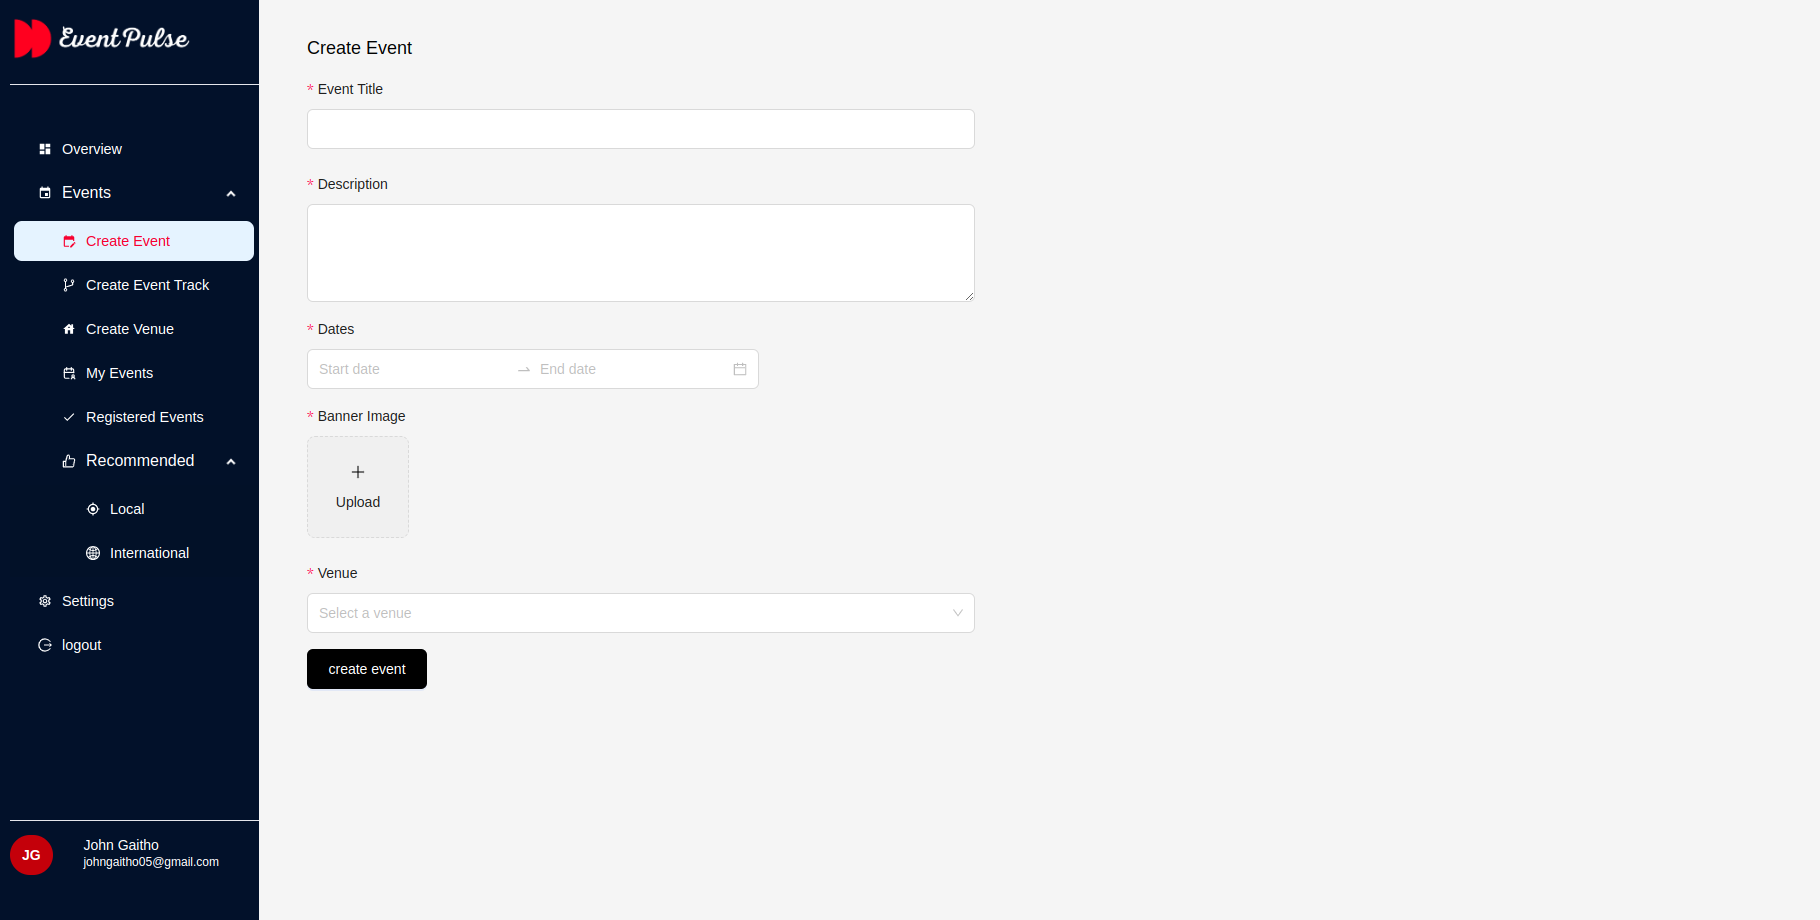 Event Pulse
Overview
Events
Create Event
Create Event Track
Create Venue
My Events
Registered Events
Recommended
Local
International
Settings
logout
JG
John Gaitho
johngaitho05@gmail.com
Create Event
* Event Title
* Description
* Dates
Start date → End date
* Banner Image
+
Upload
* Venue
Select a venue
create event